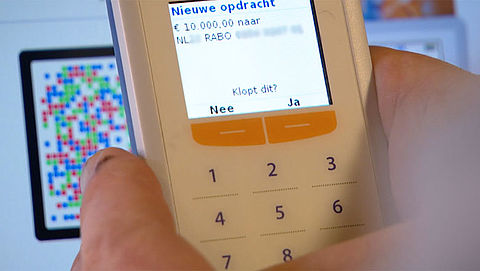 Nieuwe opdracht
€ 10.000,00 naar
NL RABO
Klopt dit?
Nee Ja
1 2 3
4 5 6
7 8